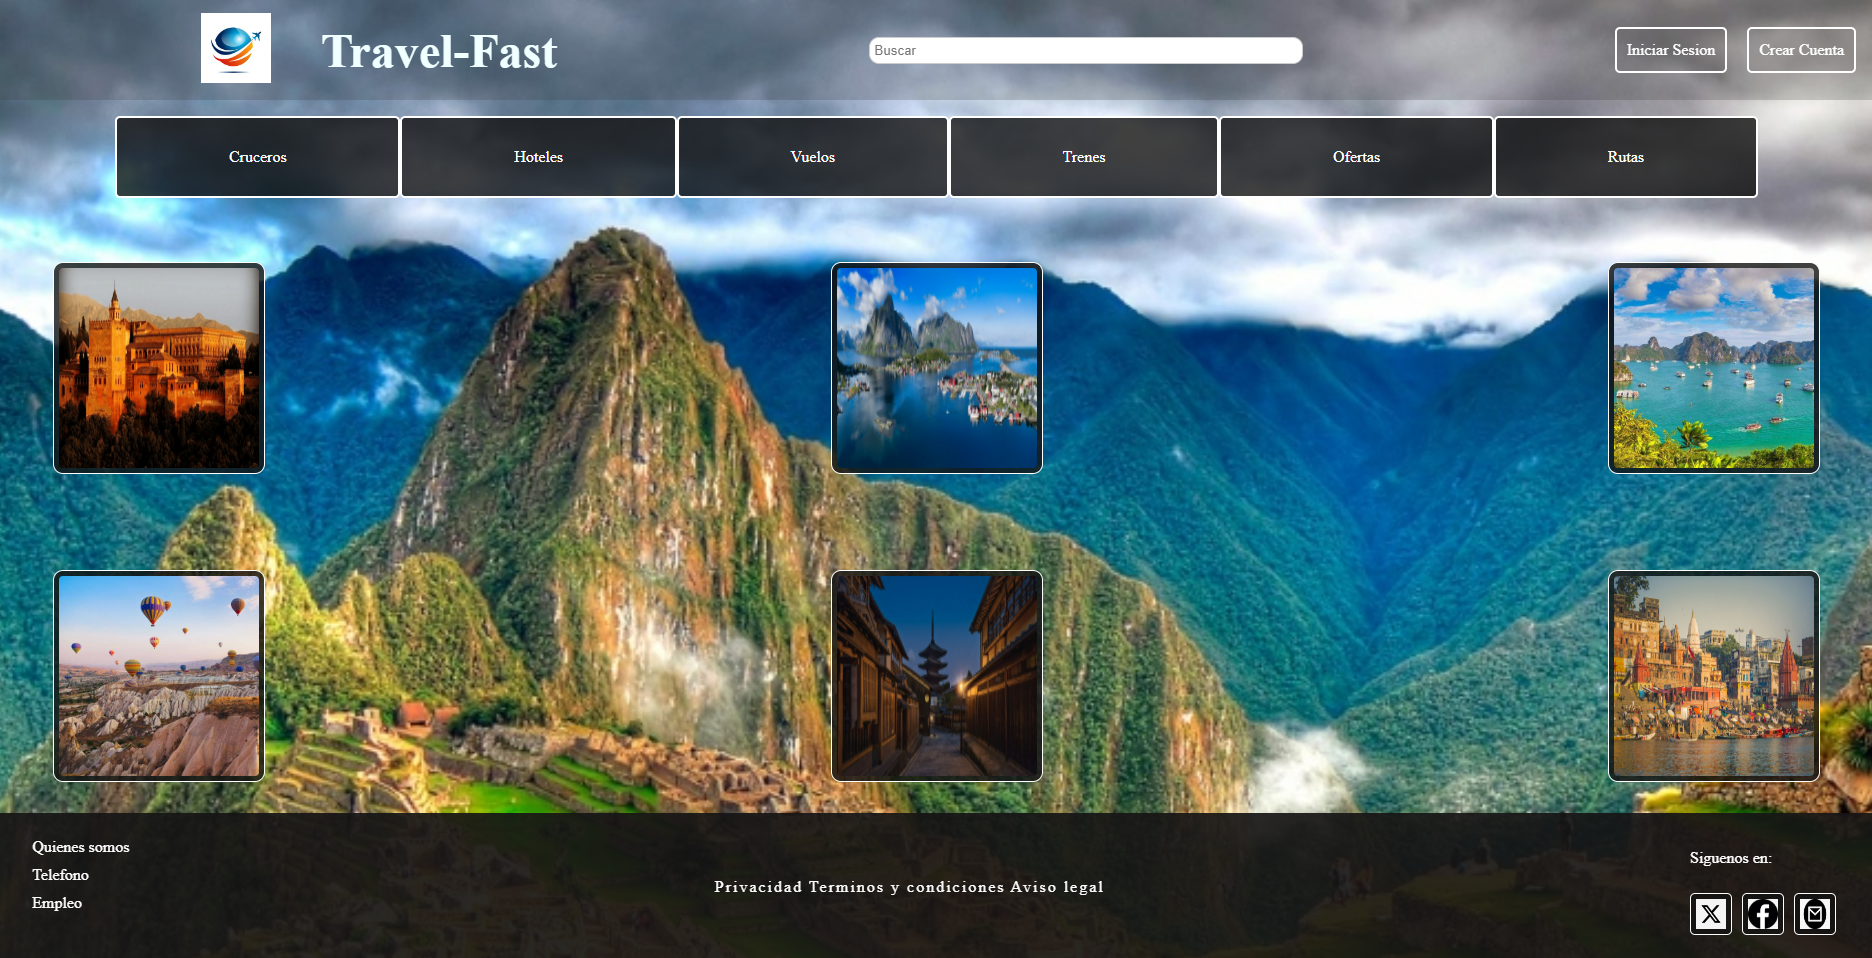 Travel-Fast
Buscar
Iniciar Sesion
Crear Cuenta
Cruceros
Hoteles
Vuelos
Trenes
Ofertas
Rutas
Quienes somos
Telefono
Empleo
Privacidad Terminos y condiciones Aviso legal
Siguenos en: